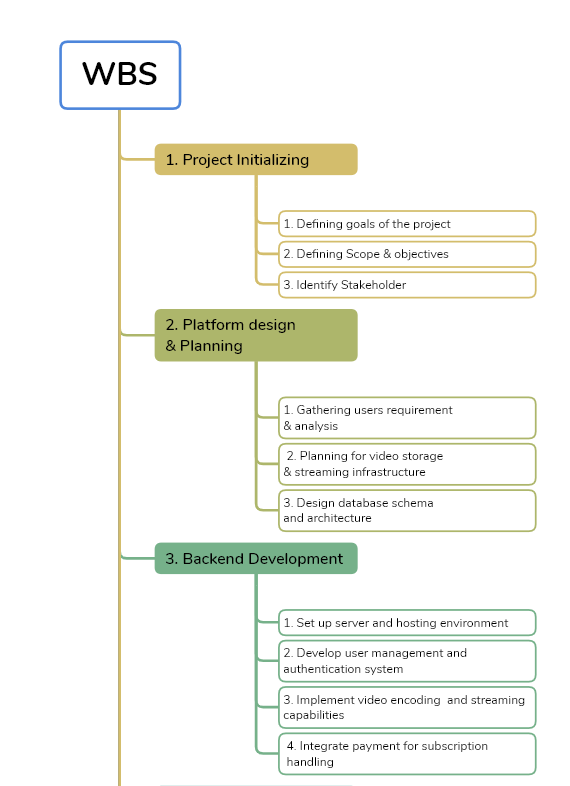 WBS
1. Project Initializing
1. Defining goals of the project
2. Defining Scope & objectives
3. Identify Stakeholder
2. Platform design
& Planning
1. Gathering users requirement
& analysis
2. Planning for video storage
& streaming infrastructure
3. Design database schema
and architecture
3. Backend Development
1. Set up server and hosting environment
2. Develop user management and
authentication system
3. Implement video encoding  and streaming
capabilities
4. Integrate payment for subscription
handling